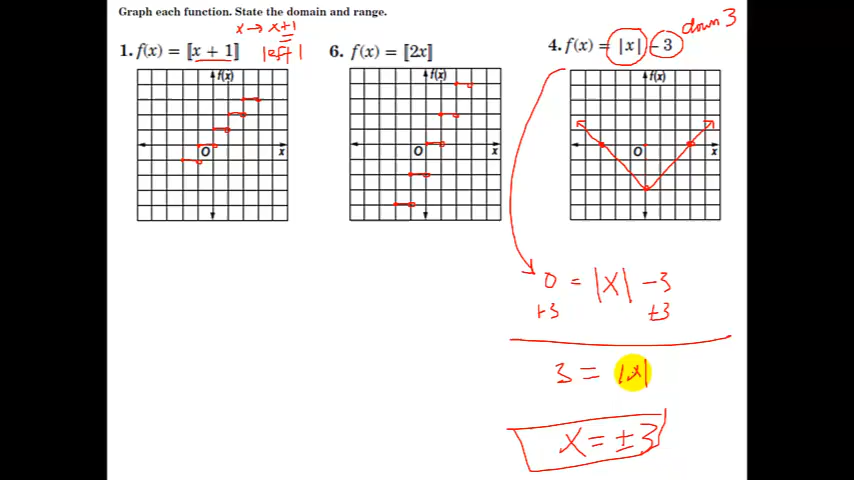 Graph each function. State the domain and range.
x → x+1
left 1
1. f(x) = [[x + 1]]
6. f(x) = [[2x]]
4. f(x) = |x| − 3
down 3
f(x)
O
x
f(x)
O
x
f(x)
O
x
0 = |x| − 3
+3 +3
3 = |x|
x = ±3